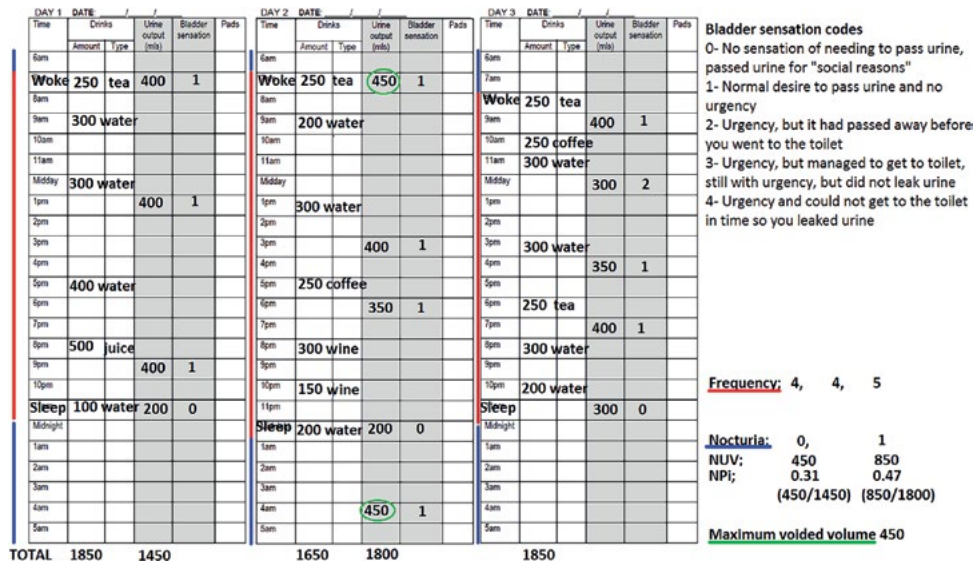 DAY 1 DATE: ____/____/____
Time Drinks Urine output (mls) Bladder sensation Pads
Amount Type
6am
Woke 250 tea 400 1
8am
9am 300 water
10am
11am
Midday 300 water
1pm 400 1
2pm
3pm
4pm
5pm 400 water
6pm
7pm
8pm 500 juice
9pm 400 1
10pm
Sleep 100 water 200 0
Midnight
1am
2am
3am
4am
5am
TOTAL 1850 1450
DAY 2 DATE: ____/____/____
Time Drinks Urine output (mls) Bladder sensation Pads
Amount Type
6am
Woke 250 tea 450 1
8am
9am 200 water
10am
11am
Midday
1pm 300 water
2pm
3pm 400 1
4pm
5pm 250 coffee
6pm 350 1
7pm
8pm 300 wine
9pm
10pm 150 wine
11pm
Sleep 200 water 200 0
1am
2am
3am
4am 450 1
5am
1650 1800
DAY 3 DATE: ____/____/____
Time Drinks Urine output (mls) Bladder sensation Pads
Amount Type
6am
7am
Woke 250 tea
9am 400 1
10am 250 coffee
11am 300 water
Midday 300 2
1pm
2pm
3pm 300 water
4pm 350 1
5pm
6pm 250 tea
7pm 400 1
8pm 300 water
9pm
10pm 200 water
Sleep 300 0
Midnight
1am
2am
3am
4am
5am
1850
Bladder sensation codes
0- No sensation of needing to pass urine,
passed urine for "social reasons"
1- Normal desire to pass urine and no
urgency
2- Urgency, but it had passed away before
you went to the toilet
3- Urgency, but managed to get to toilet,
still with urgency, but did not leak urine
4- Urgency and could not get to the toilet
in time so you leaked urine
Frequency; 4, 4, 5
Nocturia: 0, 1
NUV; 450 850
NPi; 0.31 0.47
(450/1450) (850/1800)
Maximum voided volume 450